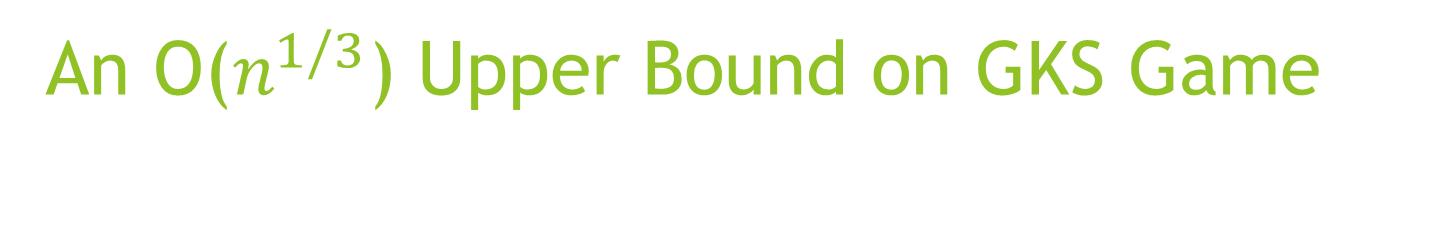 An O(𝑛^{1/3}) Upper Bound on GKS Game